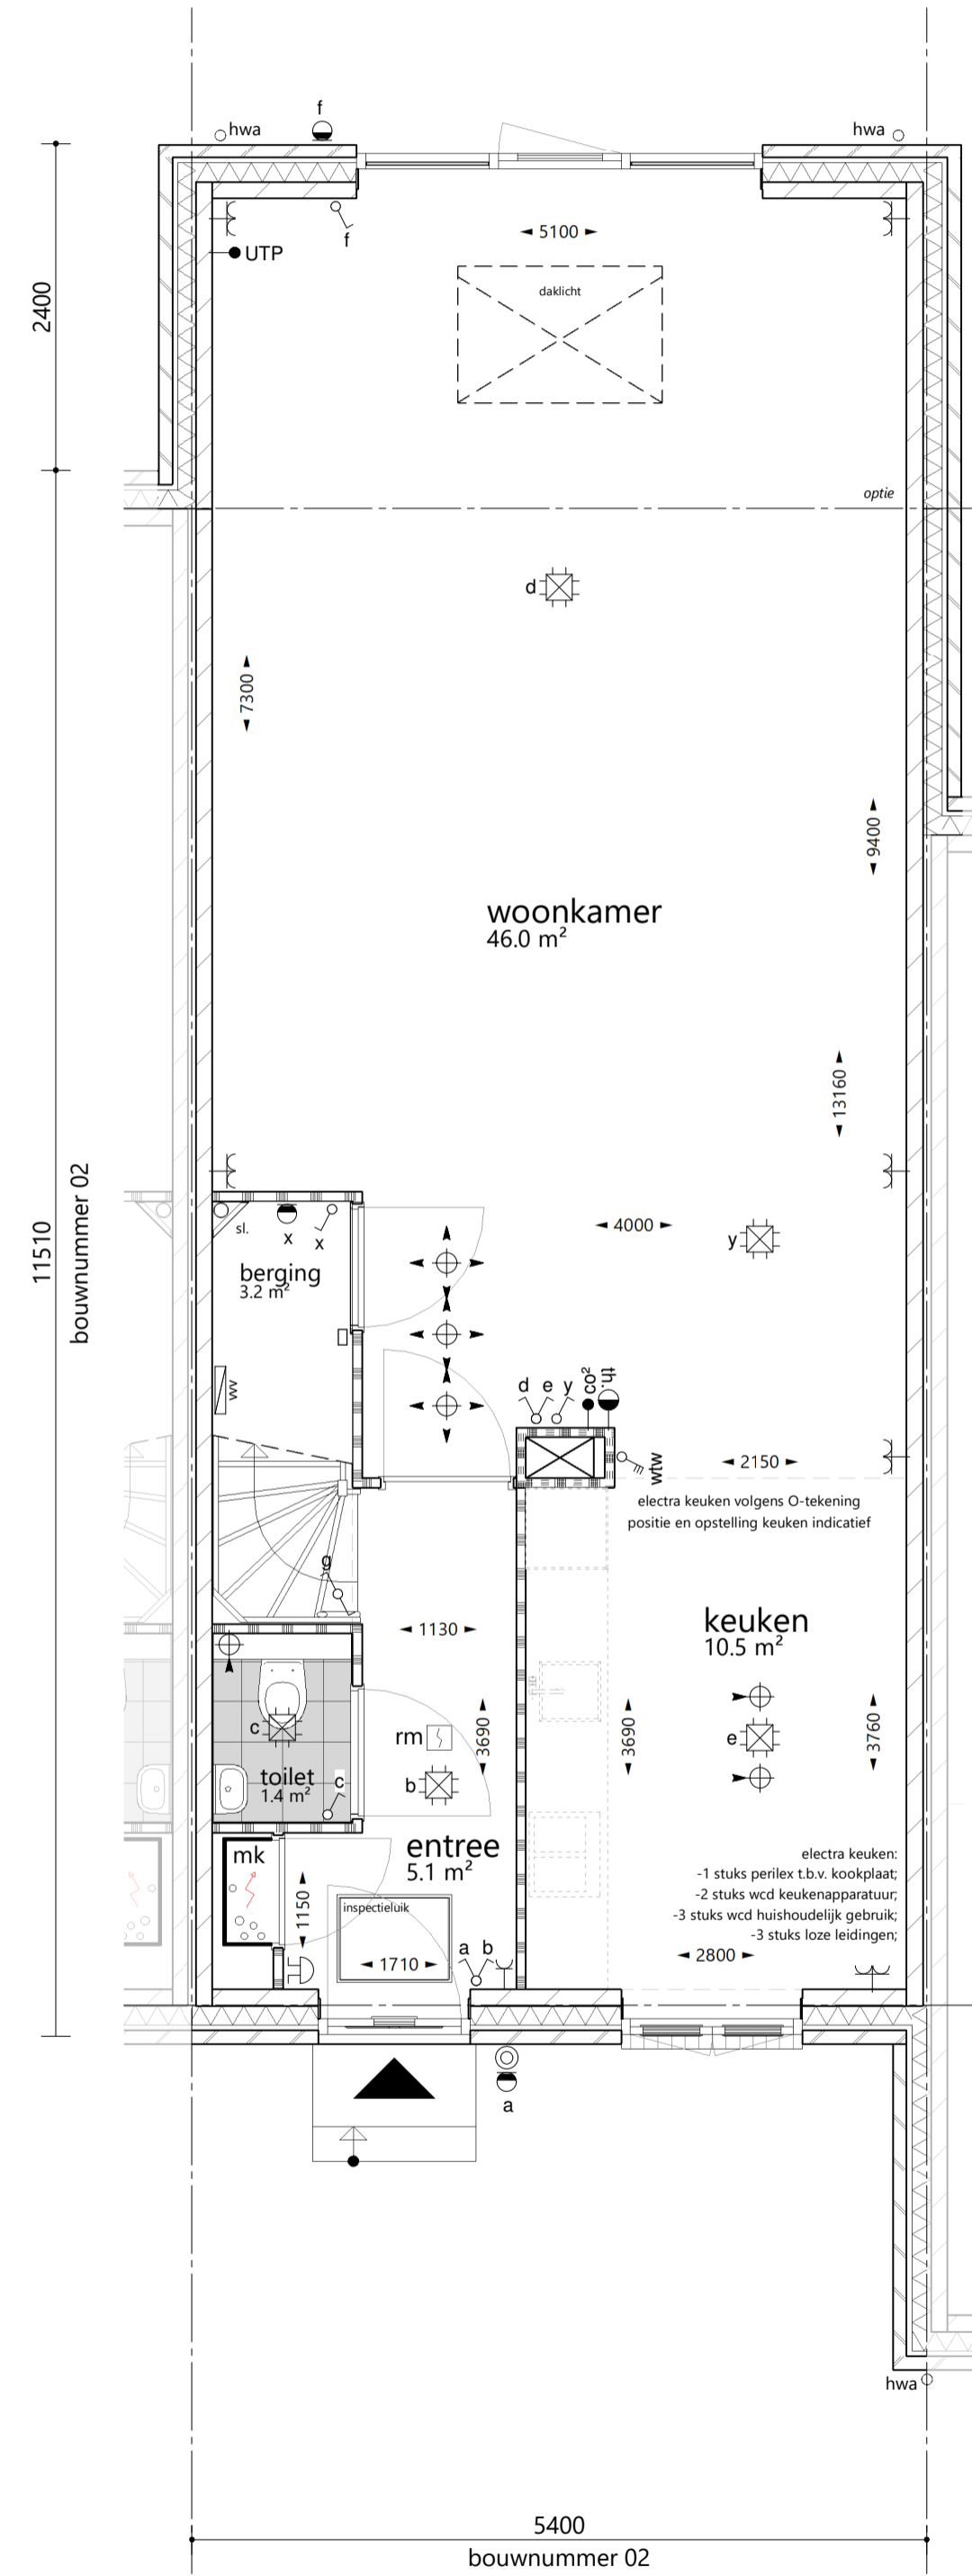 f
hwa
hwa
f
UTP
5100
daklicht
2400
optie
d
7300
9400
woonkamer
46.0 m²
13160
11510
bouwnummer 02
sl.
x
x
berging
3.2 m²
4000
y
wv
d e y
co²
th.
wtw
2150
electra keuken volgens O-tekening
positie en opstelling keuken indicatief
g
1130
keuken
10.5 m²
c
rm
3690
3690
3760
e
b
toilet
1.4 m²
c
mk
entree
5.1 m²
electra keuken:
-1 stuks perilex t.b.v. kookplaat;
-2 stuks wcd keukenapparatuur;
-3 stuks wcd huishoudelijk gebruik;
-3 stuks loze leidingen;
1150
inspectieluik
1710
a b
2800
a
hwa
5400
bouwnummer 02